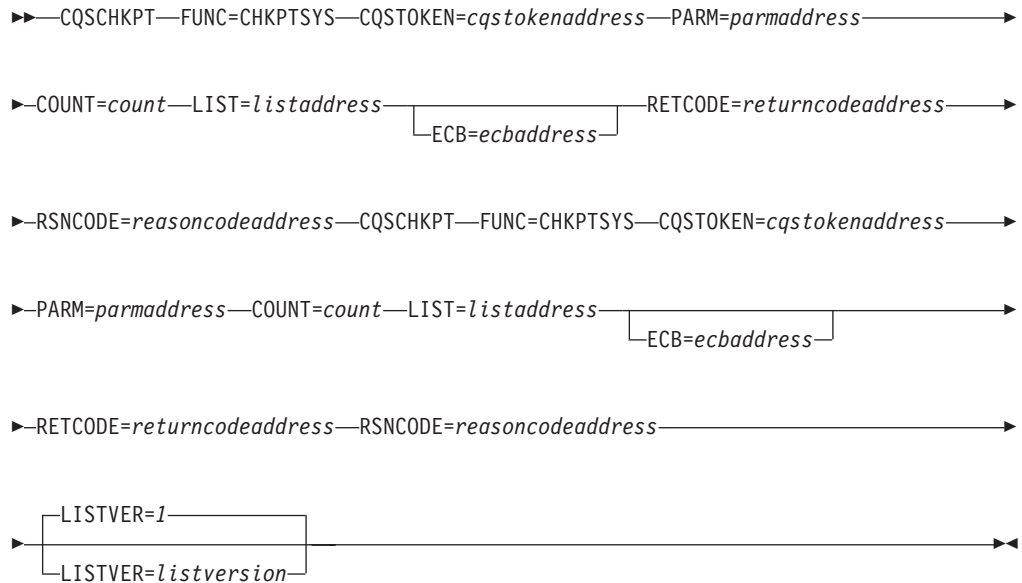 CQSCHKPT FUNC=CHKPTSYS CQSTOKEN=cqstokenaddress PARM=parmaddress
COUNT=count LIST=listaddress RETCODE=returncodeaddress
ECB=ecbaddress
RSNCODE=reasoncodeaddress CQSCHKPT FUNC=CHKPTSYS CQSTOKEN=cqstokenaddress
PARM=parmaddress COUNT=count LIST=listaddress
ECB=ecbaddress
RETCODE=returncodeaddress RSNCODE=reasoncodeaddress
LISTVER=1
LISTVER=listversion